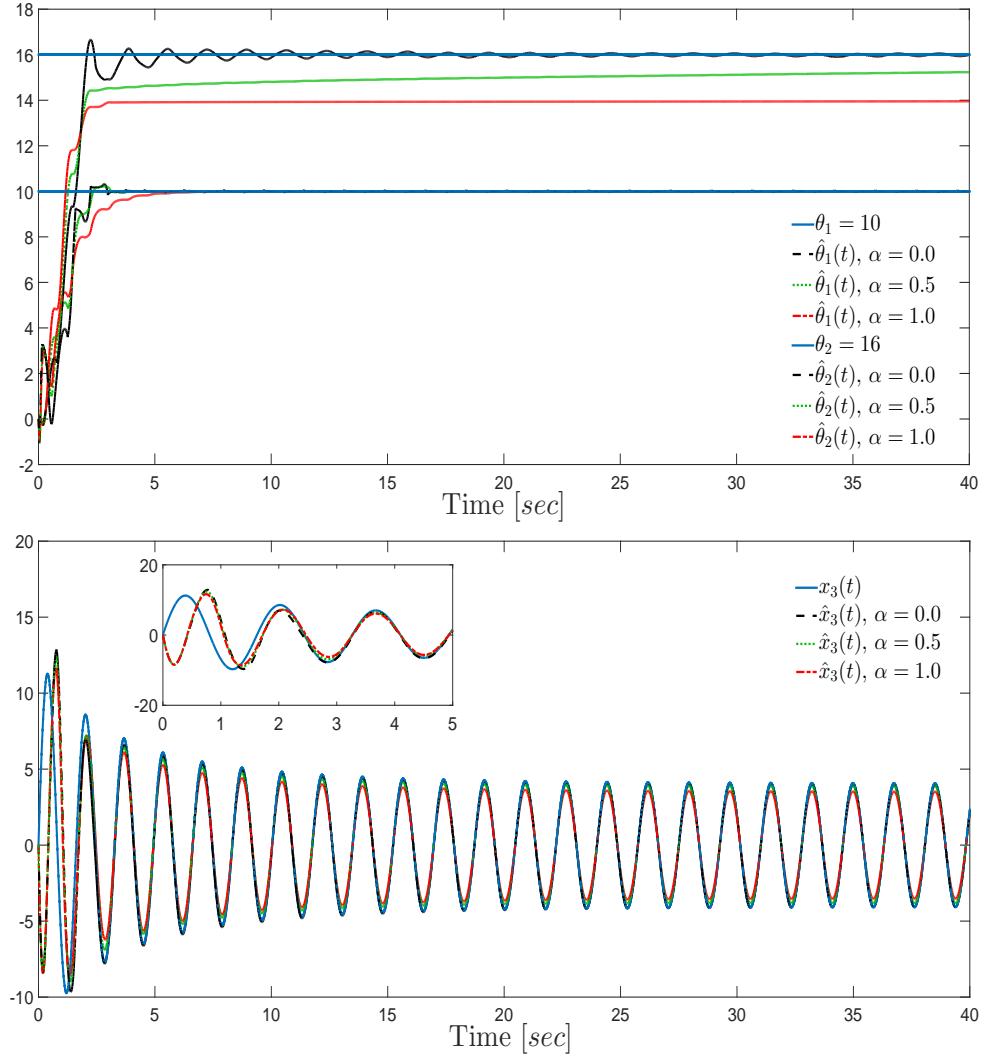 18
16
14
12
10
8
6
4
2
0
-2
0 5 10 15 20 25 30 35 40
Time [sec]
θ₁ = 10
θ̂₁(t), α = 0.0
θ̂₁(t), α = 0.5
θ̂₁(t), α = 1.0
θ₂ = 16
θ̂₂(t), α = 0.0
θ̂₂(t), α = 0.5
θ̂₂(t), α = 1.0
20
15
10
5
0
-5
-10
0 5 10 15 20 25 30 35 40
Time [sec]
20
0
-20
0 1 2 3 4 5
x₃(t)
x̂₃(t), α = 0.0
x̂₃(t), α = 0.5
x̂₃(t), α = 1.0